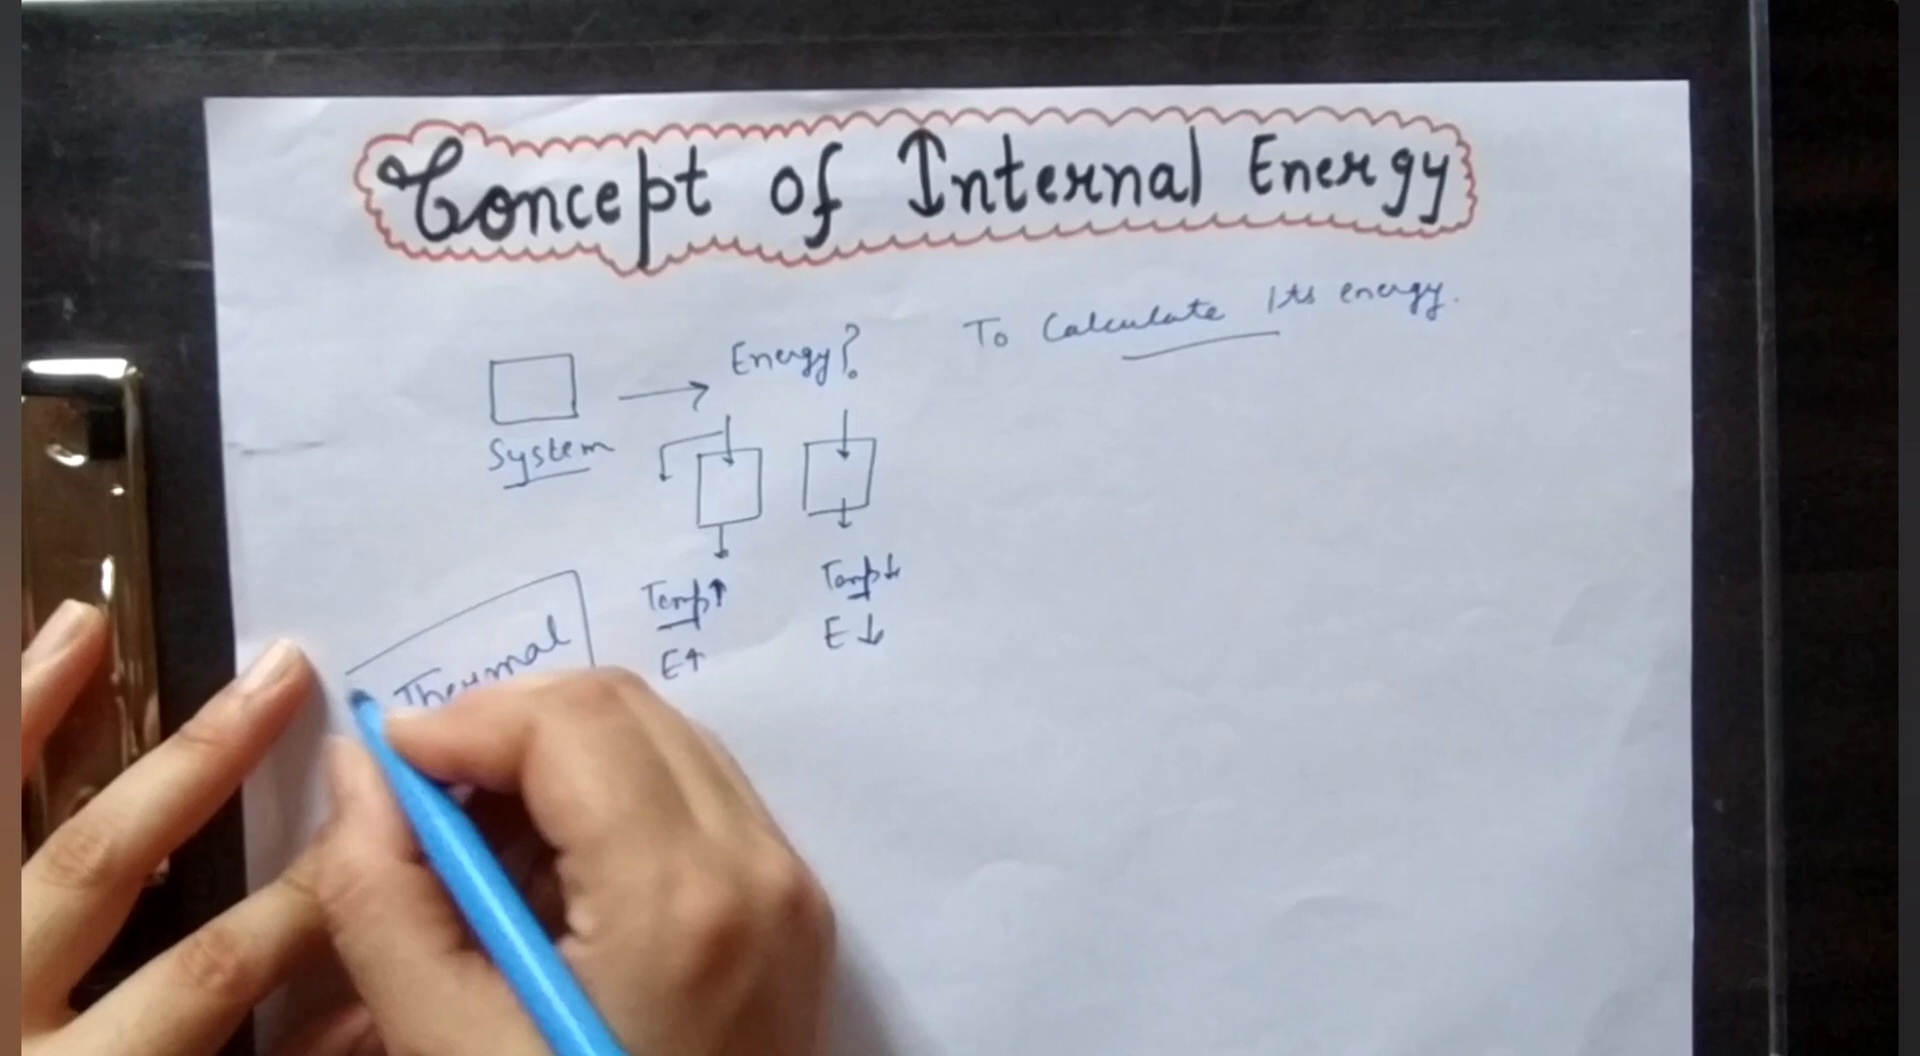 Concept of Internal Energy
To Calculate Its energy.
Energy?
System
Temp↑
Temp↓
E↑
E↓
Thermal